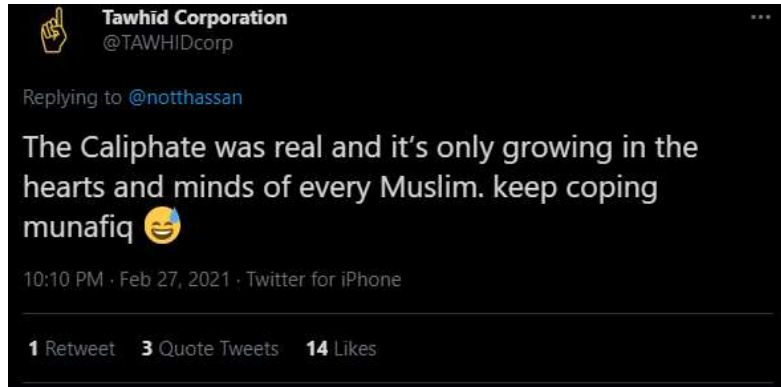 Tawhīd Corporation
@TAWHIDcorp
Replying to @notthassan
The Caliphate was real and it’s only growing in the
hearts and minds of every Muslim. keep coping
munafiq 😅
10:10 PM · Feb 27, 2021 · Twitter for iPhone
1 Retweet 3 Quote Tweets 14 Likes